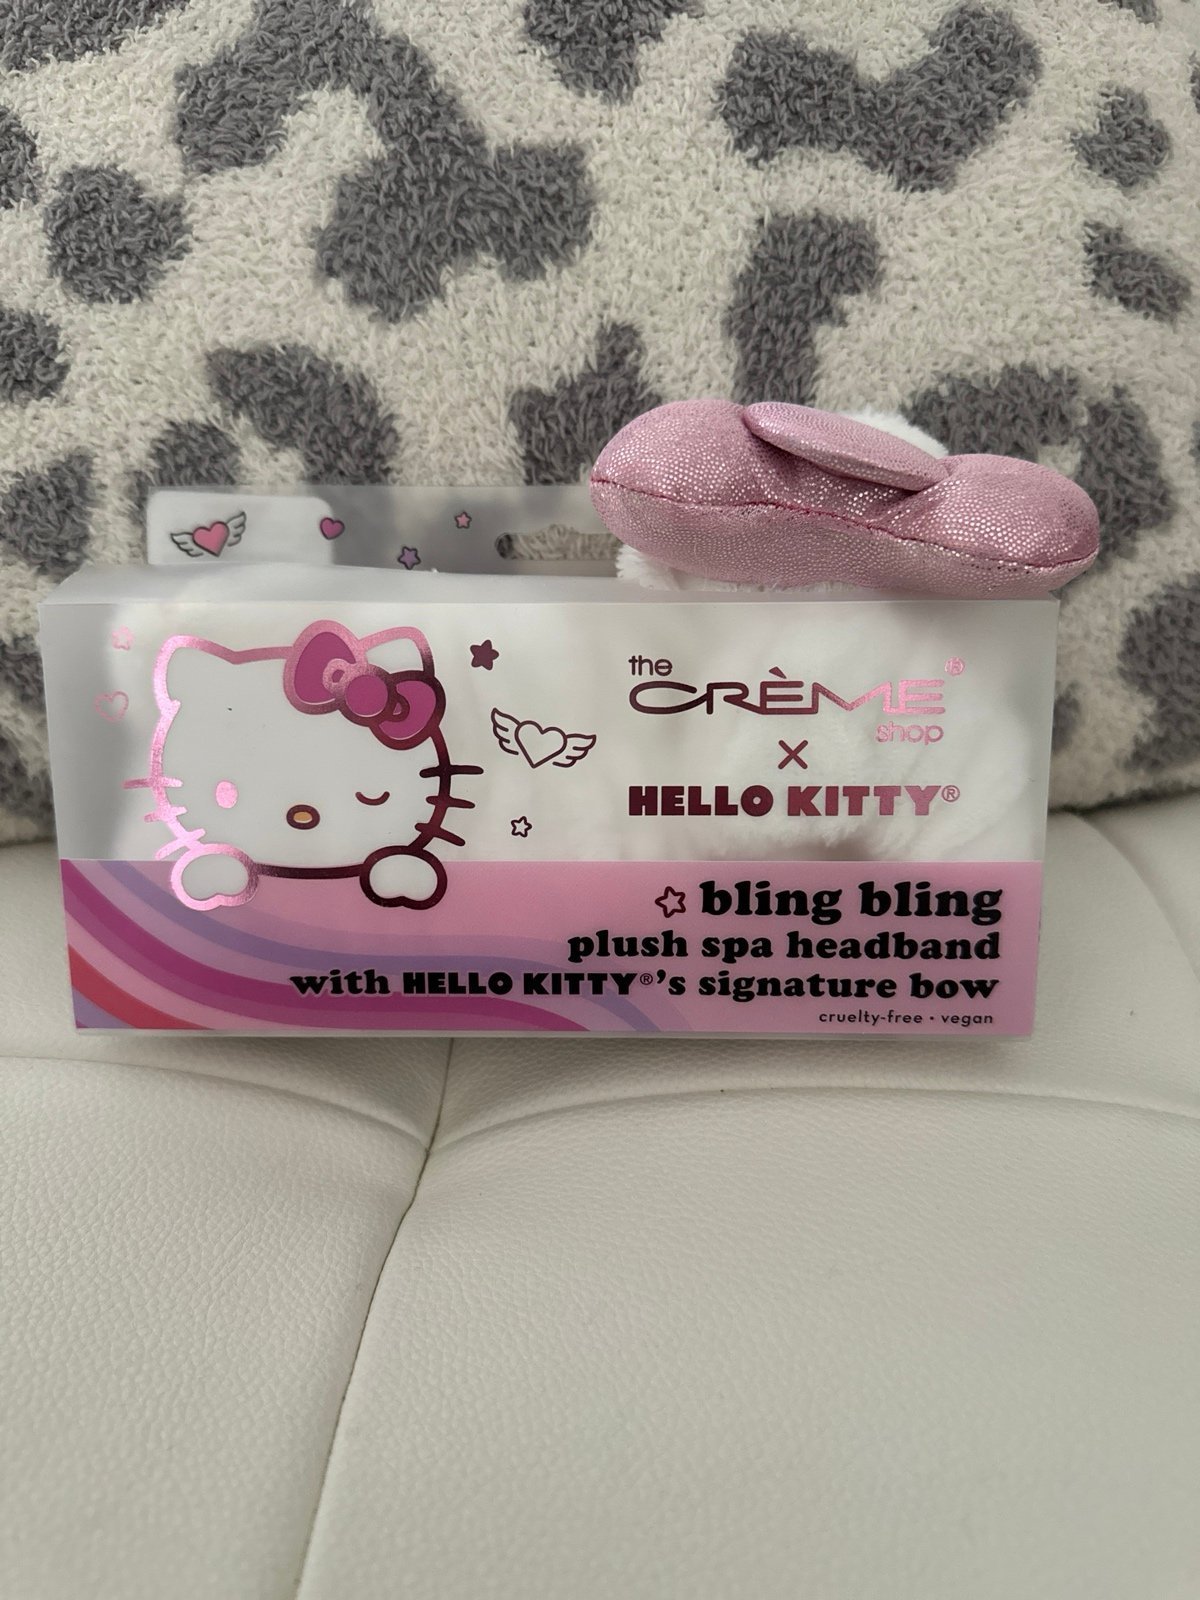 the
CRÈME®
shop
×
HELLO KITTY®
bling bling
plush spa headband
with HELLO KITTY®'s signature bow
cruelty-free • vegan